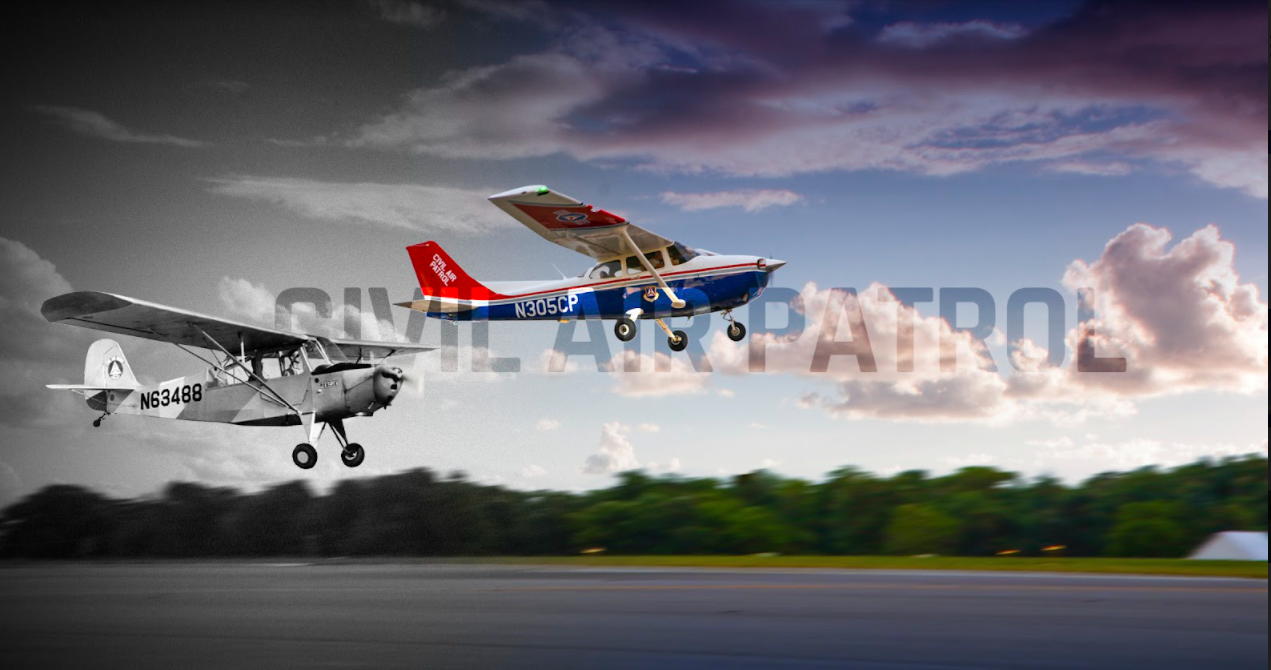 CIVIL AIR PATROL
CIVIL AIR
PATROL
N305CP
N63488